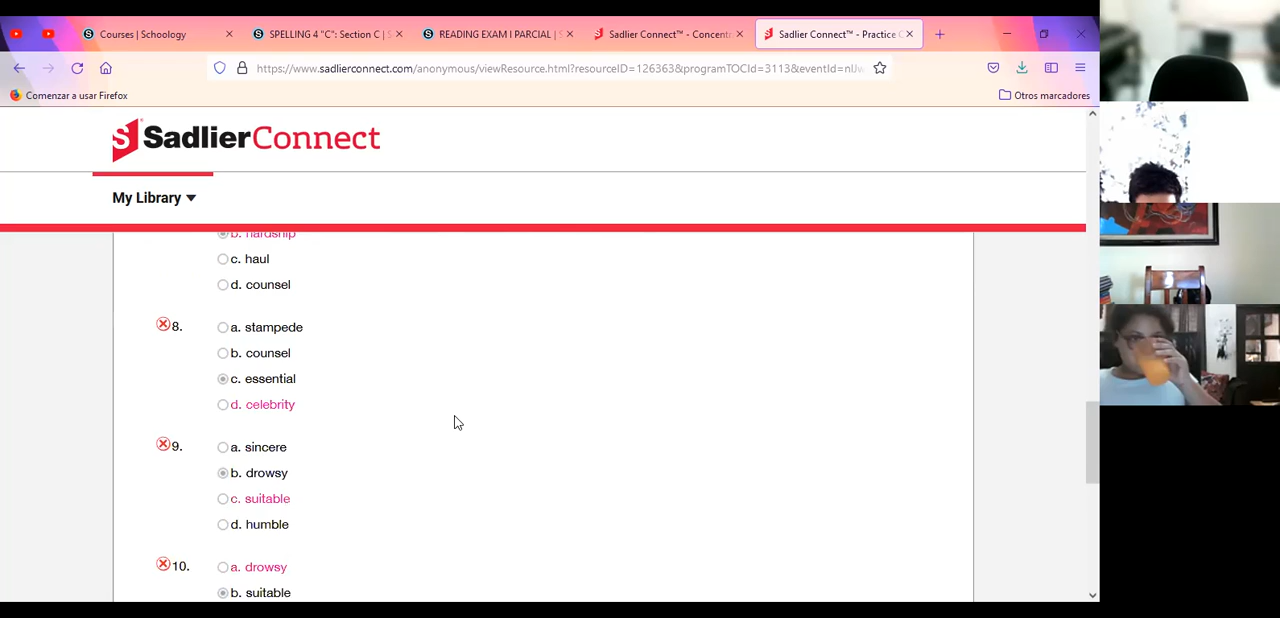 Courses | Schoology
SPELLING 4 "C": Section C | S
READING EXAM I PARCIAL | S
Sadlier Connect™ - Concent
Sadlier Connect™ - Practice C
https://www.sadlierconnect.com/anonymous/viewResource.html?resourceID=126363&programTOCId=3113&eventId=nlJw
Comenzar a usar Firefox
Otros marcadores
SadlierConnect
My Library
b. hardship
c. haul
d. counsel
8.
a. stampede
b. counsel
c. essential
d. celebrity
9.
a. sincere
b. drowsy
c. suitable
d. humble
10.
a. drowsy
b. suitable